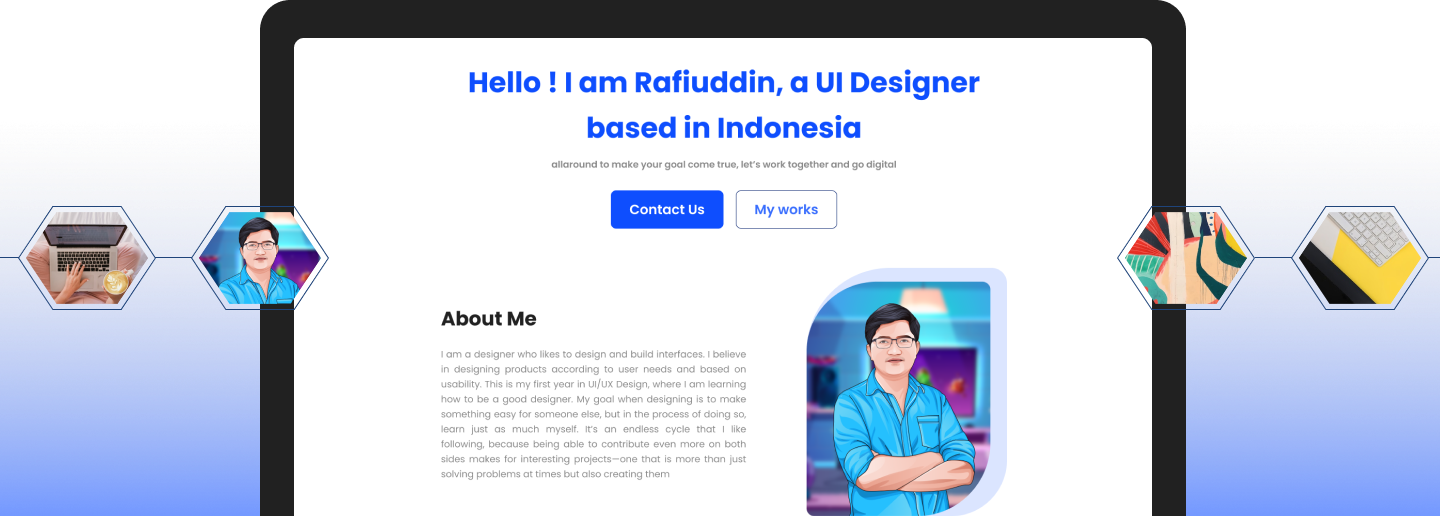 Hello ! I am Rafiuddin, a UI Designer
based in Indonesia
allaround to make your goal come true, let's work together and go digital
Contact Us
My works
About Me
I am a designer who likes to design and build interfaces. I believe
in designing products according to user needs and based on
usability. This is my first year in UI/UX Design, where I am learning
how to be a good designer. My goal when designing is to make
something easy for someone else, but in the process of doing so,
learn just as much myself. It's an endless cycle that I like
following, because being able to contribute even more on both
sides makes for interesting projects—one that is more than just
solving problems at times but also creating them